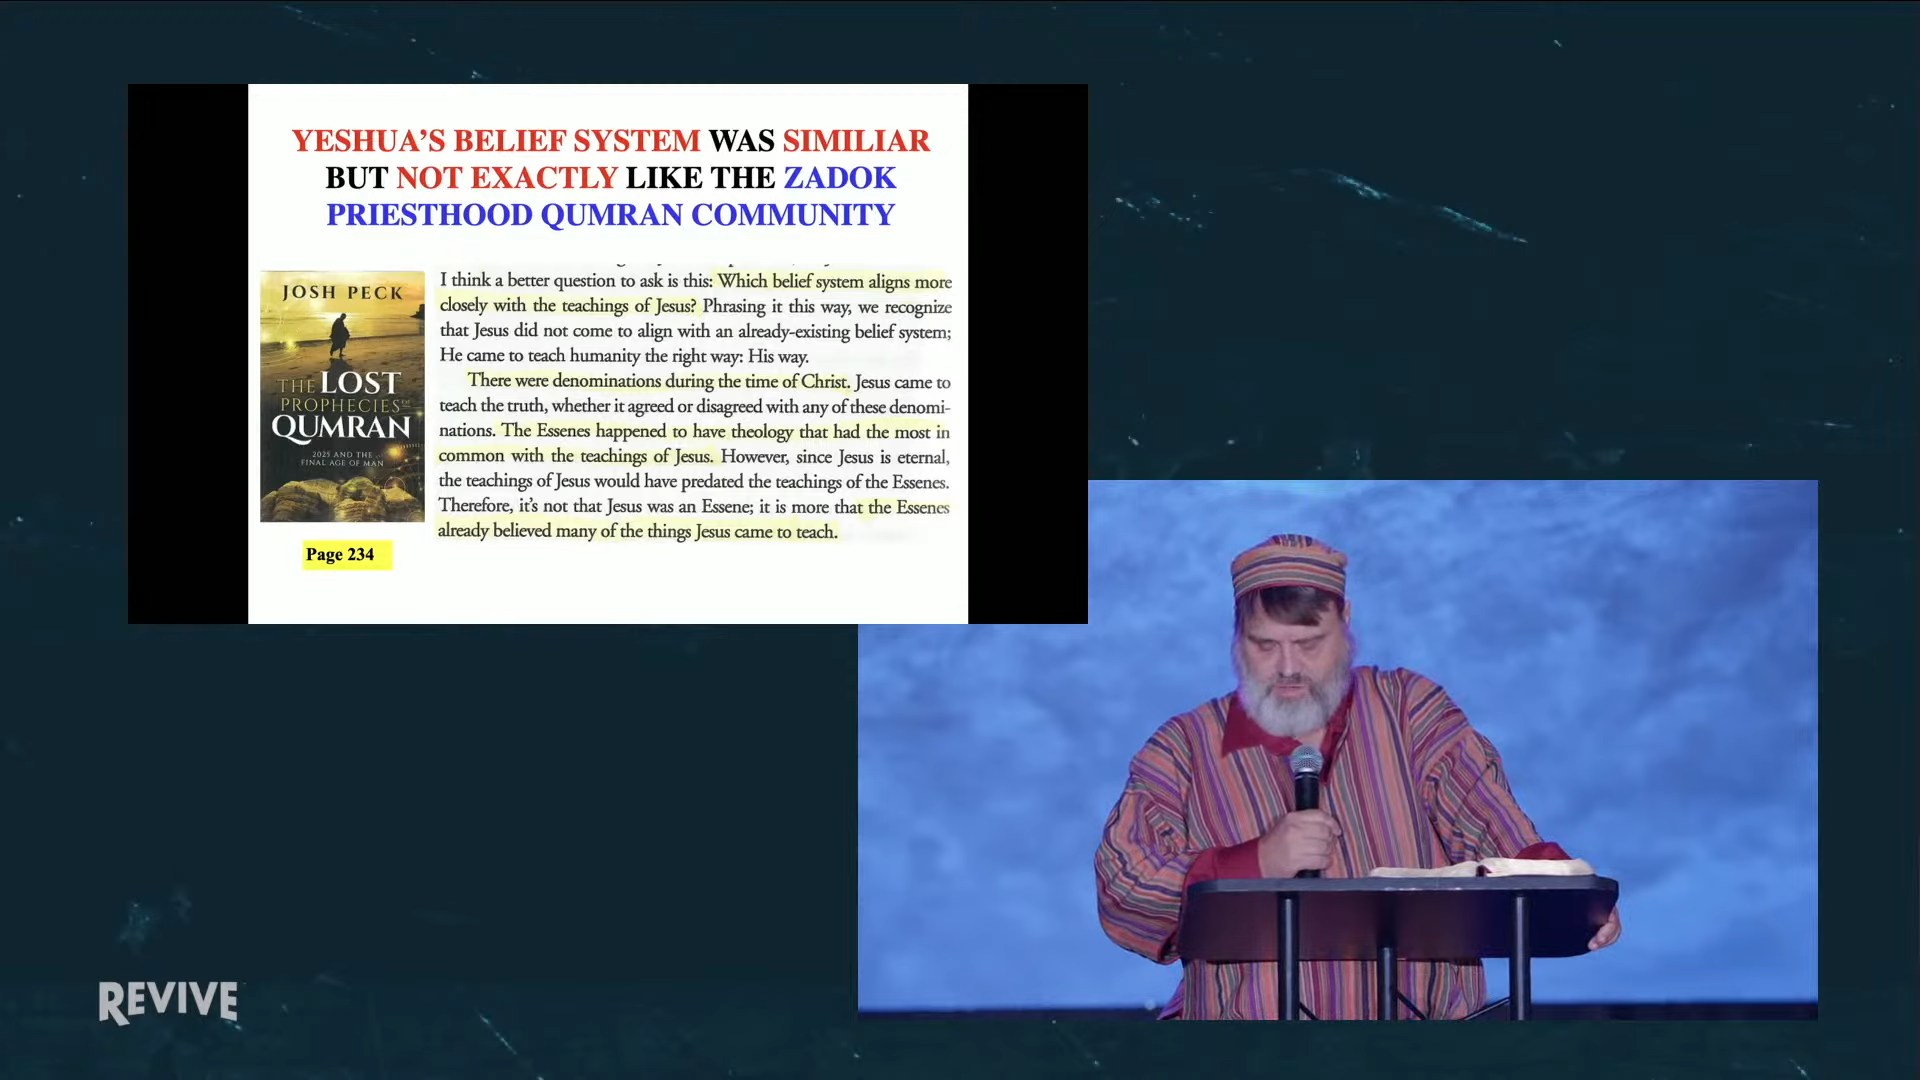 YESHUA'S BELIEF SYSTEM WAS SIMILIAR
BUT NOT EXACTLY LIKE THE ZADOK
PRIESTHOOD QUMRAN COMMUNITY
JOSH PECK
THE LOST
PROPHECIES OF
QUMRAN
2025 AND THE
FINAL AGE OF MAN
Page 234
I think a better question to ask is this: Which belief system aligns more
closely with the teachings of Jesus? Phrasing it this way, we recognize
that Jesus did not come to align with an already-existing belief system;
He came to teach humanity the right way: His way.
There were denominations during the time of Christ. Jesus came to
teach the truth, whether it agreed or disagreed with any of these denomi-
nations. The Essenes happened to have theology that had the most in
common with the teachings of Jesus. However, since Jesus is eternal,
the teachings of Jesus would have predated the teachings of the Essenes.
Therefore, it's not that Jesus was an Essene; it is more that the Essenes
already believed many of the things Jesus came to teach.
REVIVE